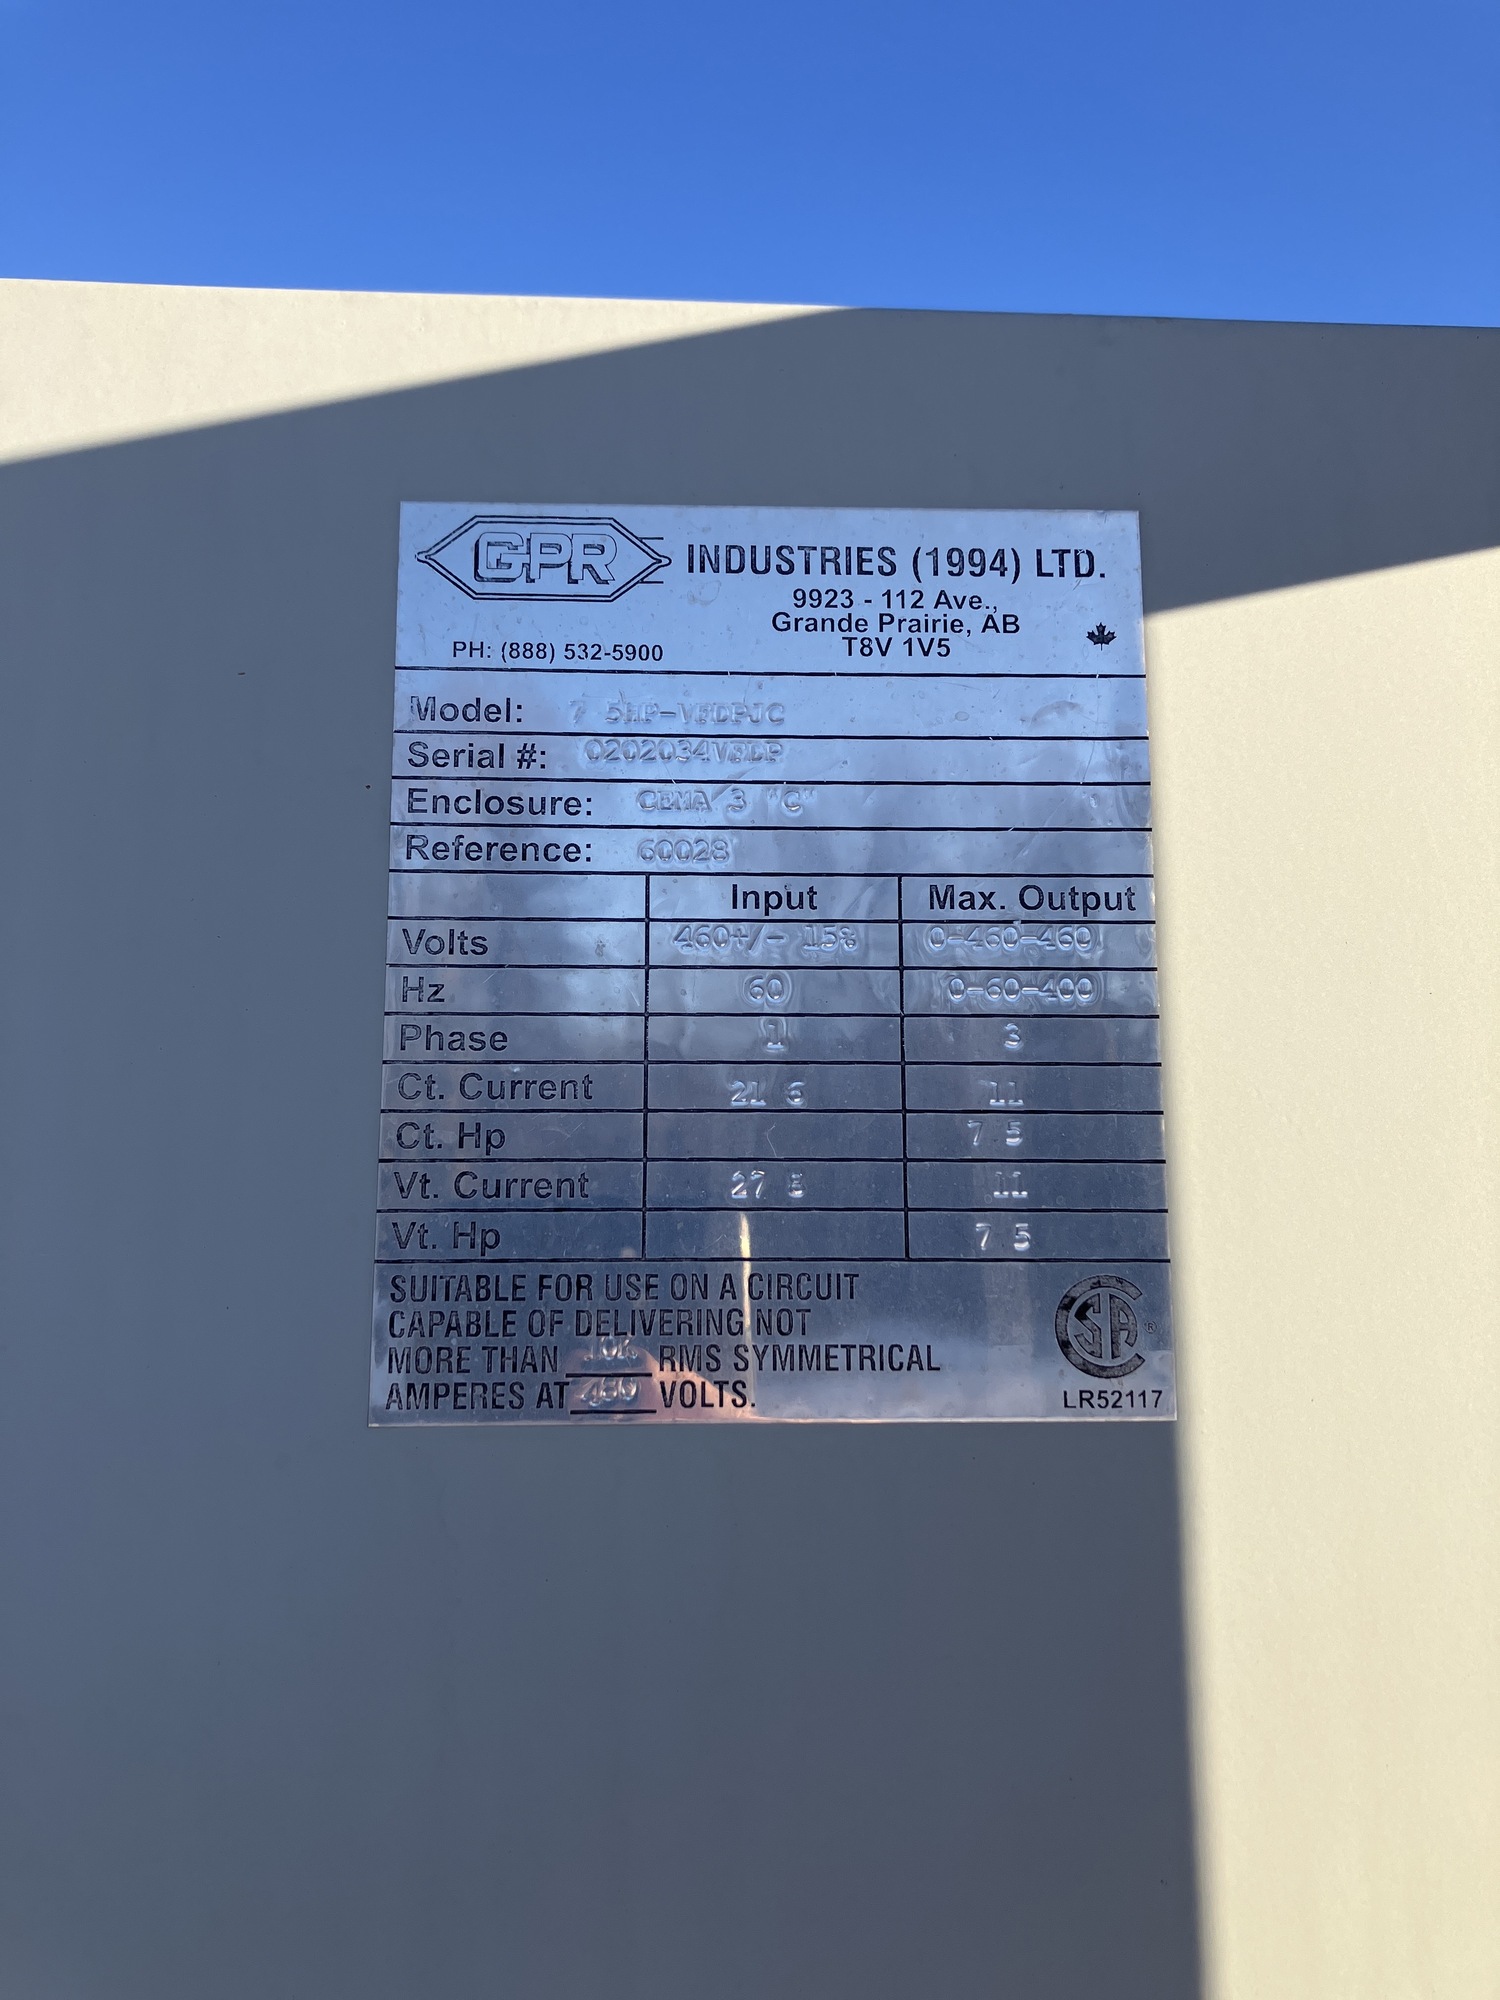 GPR INDUSTRIES (1994) LTD.
9923 - 112 Ave.,
Grande Prairie, AB
PH: (888) 532-5900 T8V 1V5
Model: 7 5HP-VFDPJC
Serial #: 0202034VFDP
Enclosure: CEMA 3 "C"
Reference: 60028
Input Max. Output
Volts 460+/- 15% 0-460-460
Hz 60 0-60-400
Phase 1 3
Ct. Current 21 6 11
Ct. Hp 7 5
Vt. Current 27 11
Vt. Hp 7 5
SUITABLE FOR USE ON A CIRCUIT
CAPABLE OF DELIVERING NOT
MORE THAN 10K RMS SYMMETRICAL
AMPERES AT 480 VOLTS.
CSA ®
LR52117